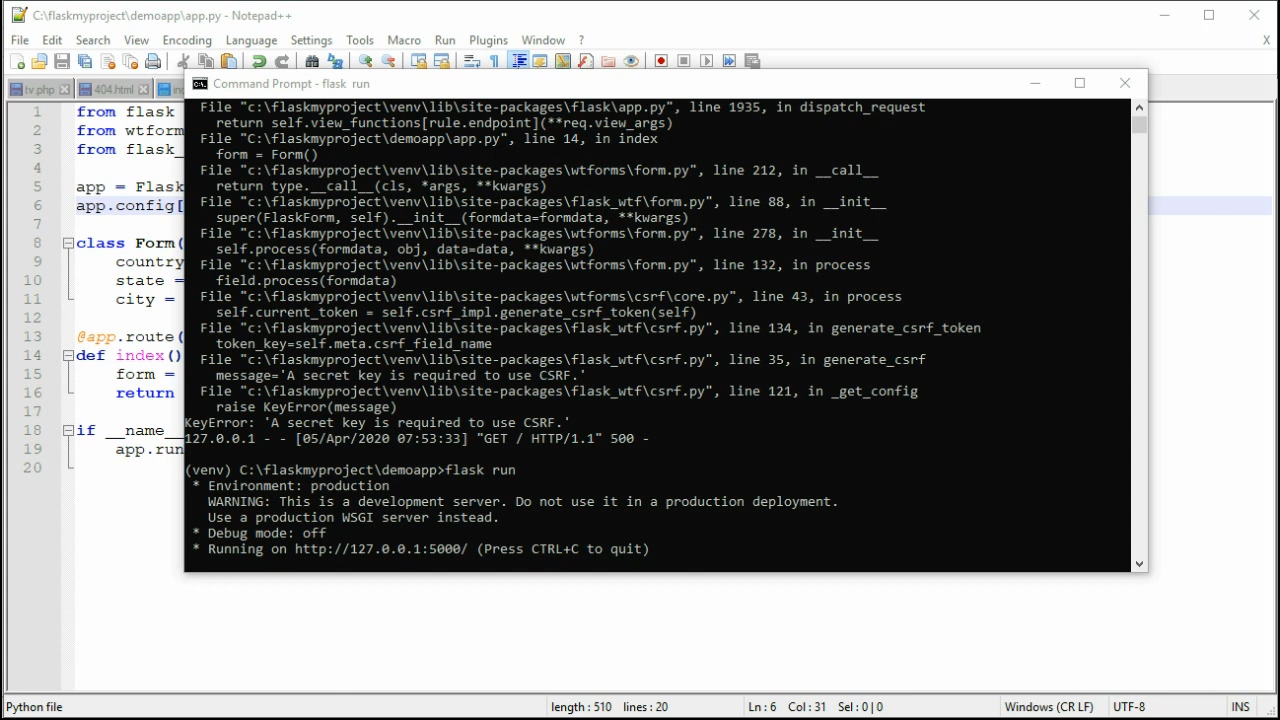 C:\flaskmyproject\demoapp\app.py - Notepad++
File Edit Search View Encoding Language Settings Tools Macro Run Plugins Window ? X
tv.php 404.html
Command Prompt - flask run
1 from flask
2 from wtform
3 from flask_
4
5 app = Flask
6 app.config[
7
8 class Form(
9 country
10 state =
11 city =
12
13 @app.route(
14 def index()
15 form =
16 return
17
18 if __name__
19 app.run
20
File "c:\flaskmyproject\venv\lib\site-packages\flask\app.py", line 1935, in dispatch_request
return self.view_functions[rule.endpoint](**req.view_args)
File "C:\flaskmyproject\demoapp\app.py", line 14, in index
form = Form()
File "c:\flaskmyproject\venv\lib\site-packages\wtforms\form.py", line 212, in __call__
return type.__call__(cls, *args, **kwargs)
File "c:\flaskmyproject\venv\lib\site-packages\flask_wtf\form.py", line 88, in __init__
super(FlaskForm, self).__init__(formdata=formdata, **kwargs)
File "c:\flaskmyproject\venv\lib\site-packages\wtforms\form.py", line 278, in __init__
self.process(formdata, obj, data=data, **kwargs)
File "c:\flaskmyproject\venv\lib\site-packages\wtforms\form.py", line 132, in process
field.process(formdata)
File "c:\flaskmyproject\venv\lib\site-packages\wtforms\csrf\core.py", line 43, in process
self.current_token = self.csrf_impl.generate_csrf_token(self)
File "c:\flaskmyproject\venv\lib\site-packages\flask_wtf\csrf.py", line 134, in generate_csrf_token
token_key=self.meta.csrf_field_name
File "c:\flaskmyproject\venv\lib\site-packages\flask_wtf\csrf.py", line 35, in generate_csrf
message='A secret key is required to use CSRF.'
File "c:\flaskmyproject\venv\lib\site-packages\flask_wtf\csrf.py", line 121, in _get_config
raise KeyError(message)
KeyError: 'A secret key is required to use CSRF.'
127.0.0.1 - - [05/Apr/2020 07:53:33] "GET / HTTP/1.1" 500 -
(venv) C:\flaskmyproject\demoapp>flask run
* Environment: production
WARNING: This is a development server. Do not use it in a production deployment.
Use a production WSGI server instead.
* Debug mode: off
* Running on http://127.0.0.1:5000/ (Press CTRL+C to quit)
Python file length : 510 lines : 20 Ln : 6 Col : 31 Sel : 0 | 0 Windows (CR LF) UTF-8 INS